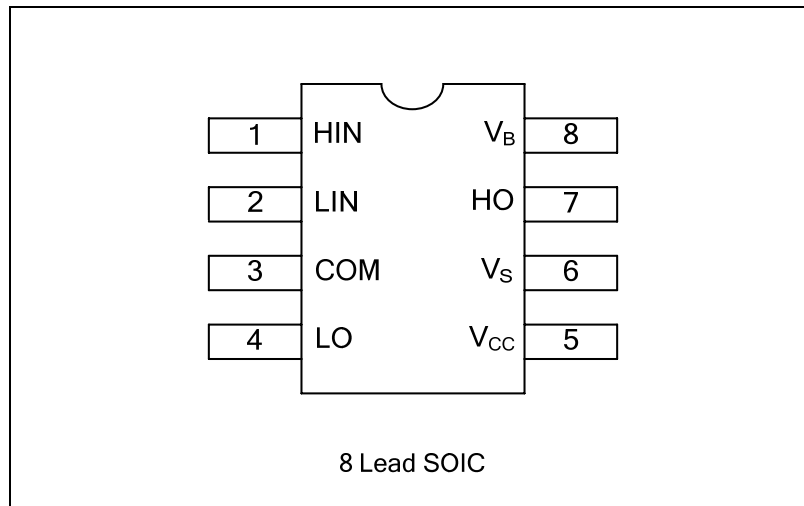 1 HIN V_B 8
2 LIN HO 7
3 COM V_S 6
4 LO V_CC 5
8 Lead SOIC